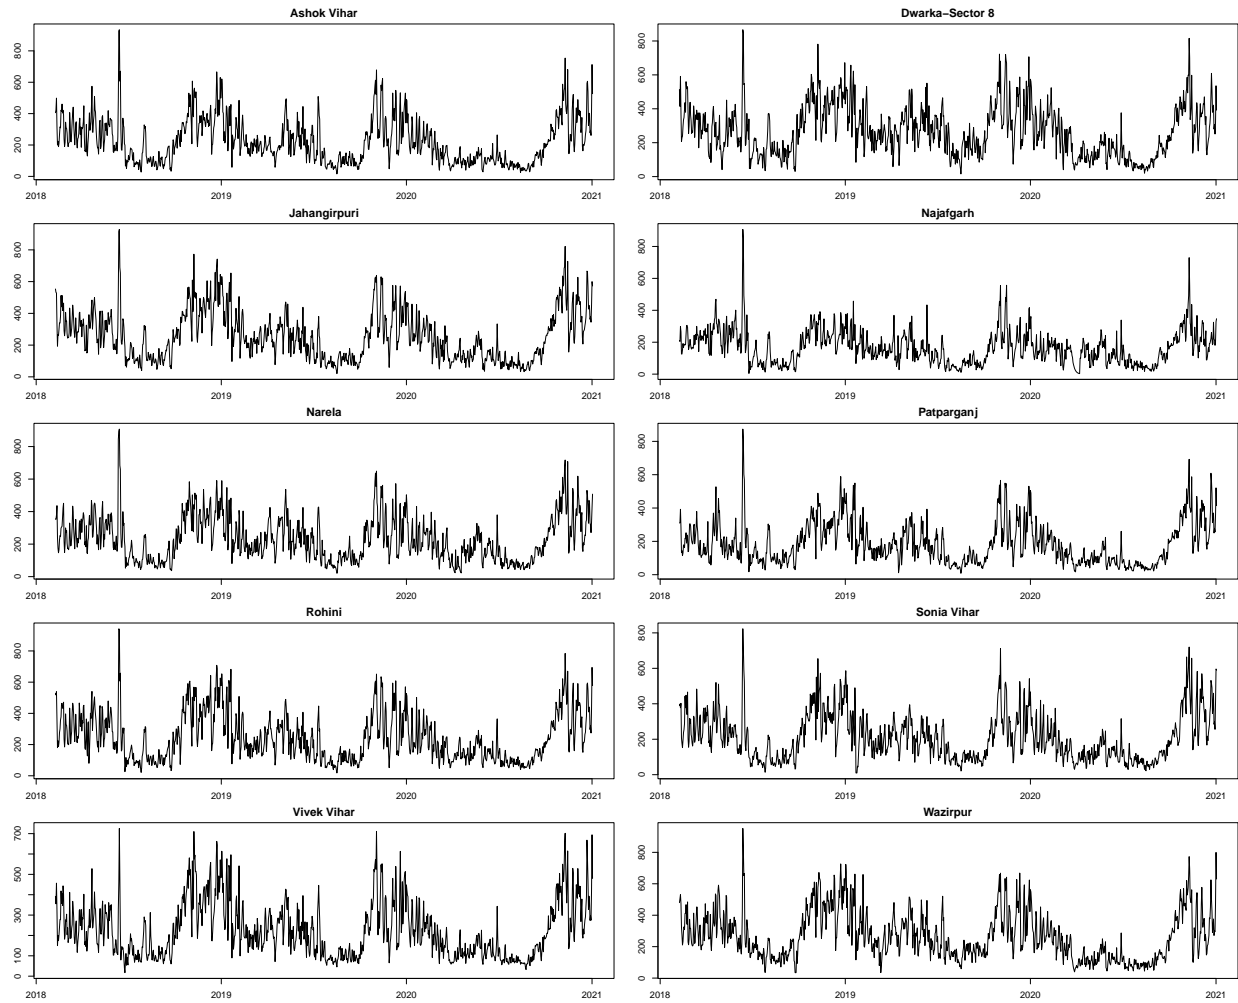 Ashok Vihar
0 200 400 600 800
2018 2019 2020 2021
Dwarka−Sector 8
0 200 400 600 800
2018 2019 2020 2021
Jahangirpuri
0 200 400 600 800
2018 2019 2020 2021
Najafgarh
0 200 400 600 800
2018 2019 2020 2021
Narela
0 200 400 600 800
2018 2019 2020 2021
Patparganj
0 200 400 600 800
2018 2019 2020 2021
Rohini
0 200 400 600 800
2018 2019 2020 2021
Sonia Vihar
0 200 400 600 800
2018 2019 2020 2021
Vivek Vihar
0 100 300 500 700
2018 2019 2020 2021
Wazirpur
0 200 400 600 800
2018 2019 2020 2021